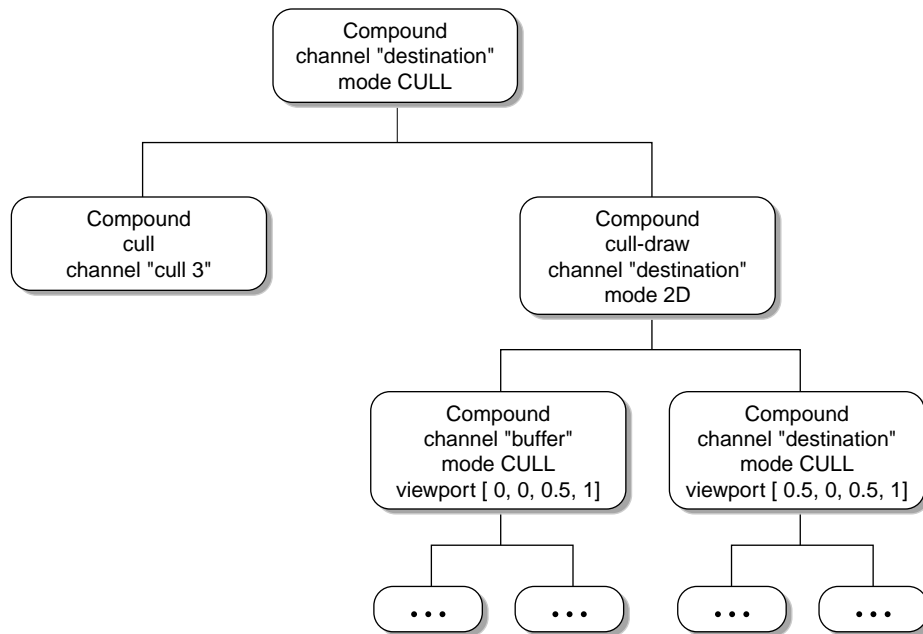 Compound
channel "destination"
mode CULL
Compound
cull
channel "cull 3"
Compound
cull-draw
channel "destination"
mode 2D
Compound
channel "buffer"
mode CULL
viewport [ 0, 0, 0.5, 1]
Compound
channel "destination"
mode CULL
viewport [ 0.5, 0, 0.5, 1]
...
...
...
...